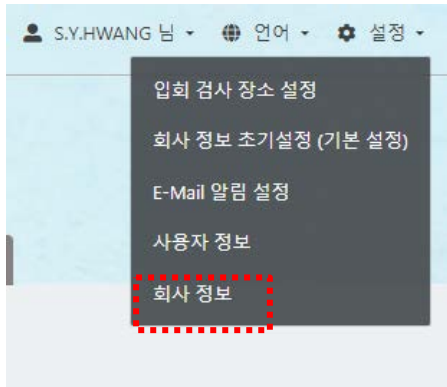 S.Y.HWANG 님 언어 설정
입회 검사 장소 설정
회사 정보 초기설정 (기본 설정)
E-Mail 알림 설정
사용자 정보
회사 정보